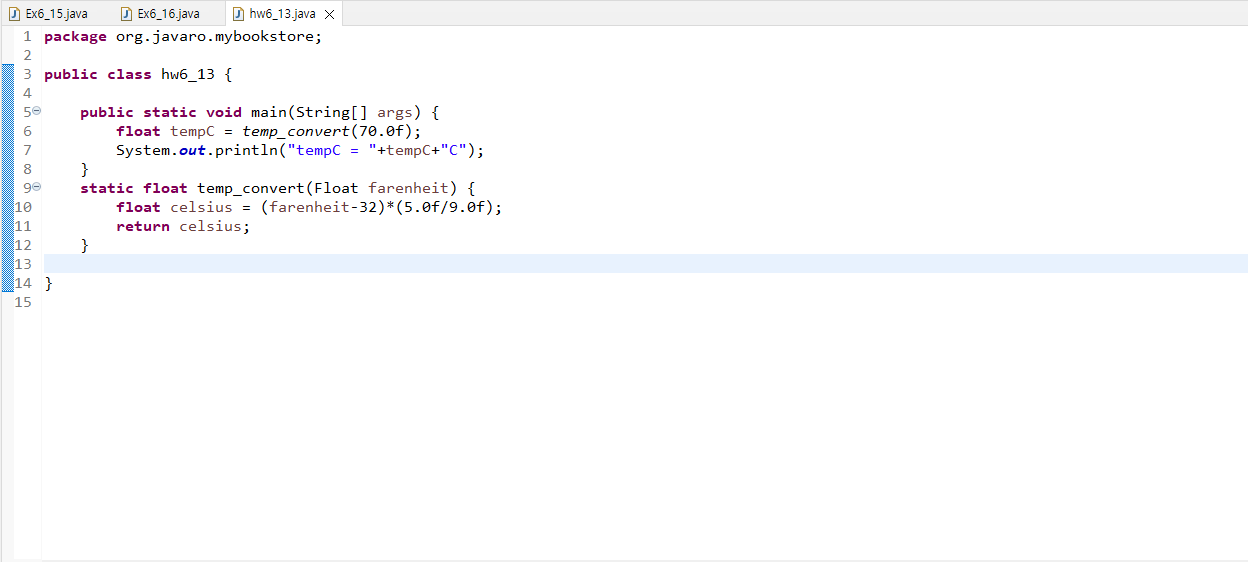 Ex6_15.java Ex6_16.java hw6_13.java
1 package org.javaro.mybookstore;
2
3 public class hw6_13 {
4
5 public static void main(String[] args) {
6 float tempC = temp_convert(70.0f);
7 System.out.println("tempC = "+tempC+"C");
8 }
9 static float temp_convert(Float farenheit) {
10 float celsius = (farenheit-32)*(5.0f/9.0f);
11 return celsius;
12 }
13
14 }
15